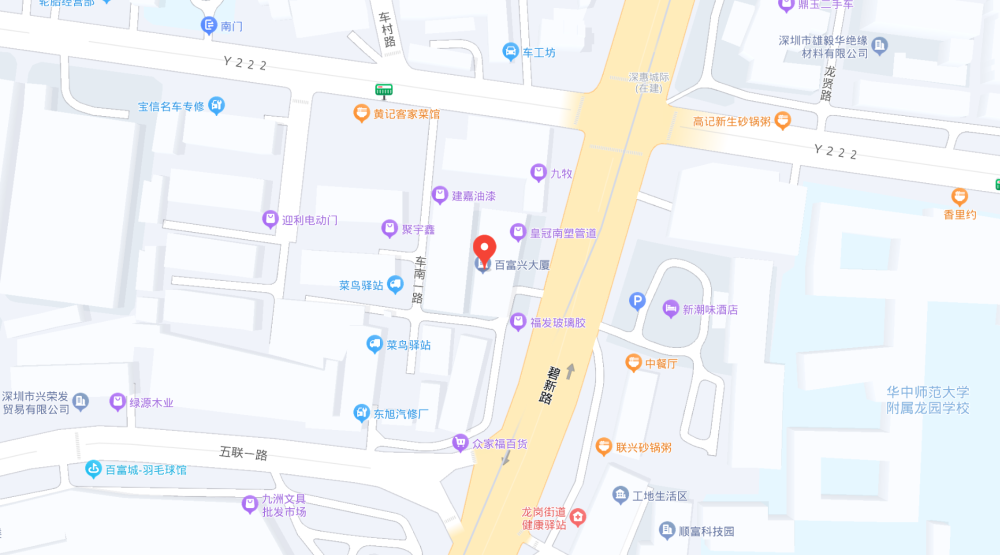 轮胎经营部
南门
Y222
车村路
车工坊
鼎玉二手车
深圳市雄毅华绝缘
材料有限公司
龙贤路
深惠城际
(在建)
宝信名车专修
黄记客家菜馆
高记新生砂锅粥
Y222
香里约
九牧
建嘉油漆
迎利电动门
聚宇鑫
皇冠南塑管道
百富兴大厦
车南一路
菜鸟驿站
P
新潮味酒店
福发玻璃胶
菜鸟驿站
中餐厅
碧新路
华中师范大学
附属龙园学校
深圳市兴荣发
贸易有限公司
绿源木业
东旭汽修厂
众家福百货
联兴砂锅粥
五联一路
百富城-羽毛球馆
九洲文具
批发市场
工地生活区
龙岗街道
健康驿站
顺富科技园